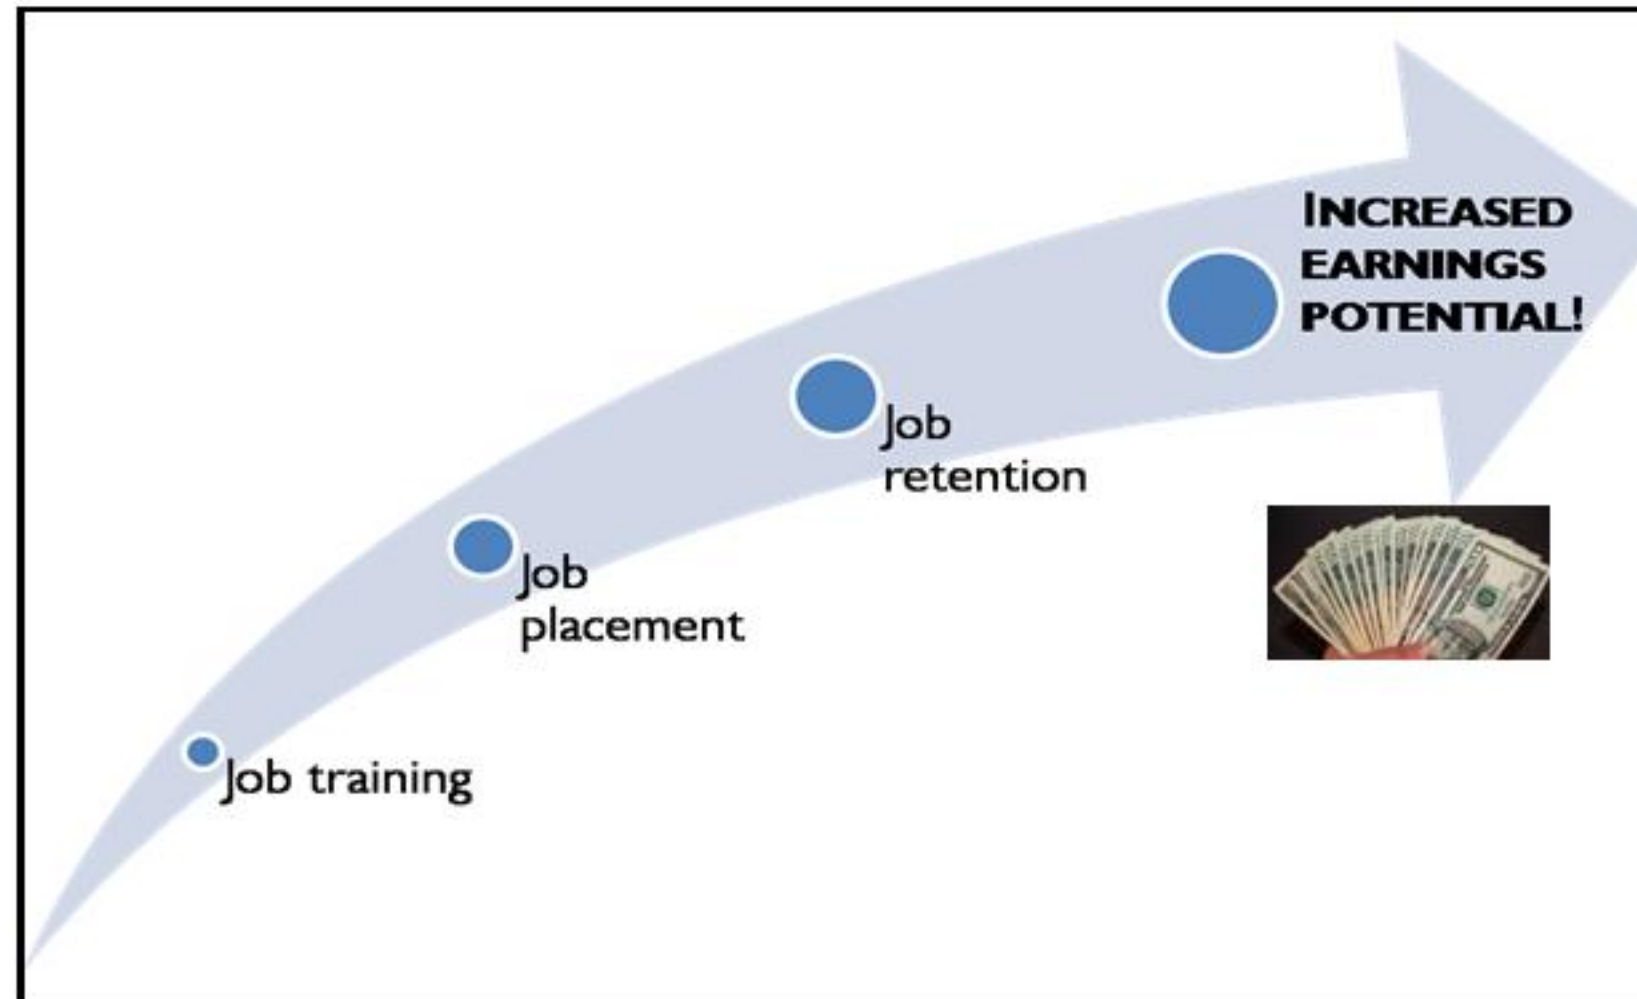 INCREASED
EARNINGS
POTENTIAL!
Job
retention
Job
placement
Job training